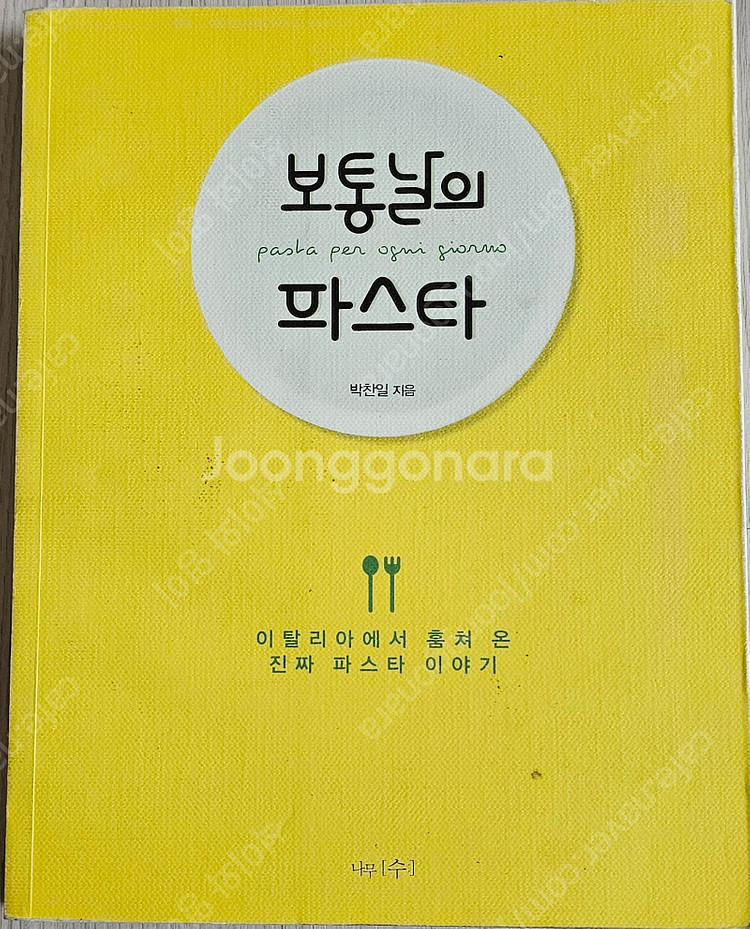 보통날의
pasta per ogni giorno
파스타
박찬일 지음
Joonggonara
이탈리아에서 훔쳐 온
진짜 파스타 이야기
나무[수:]